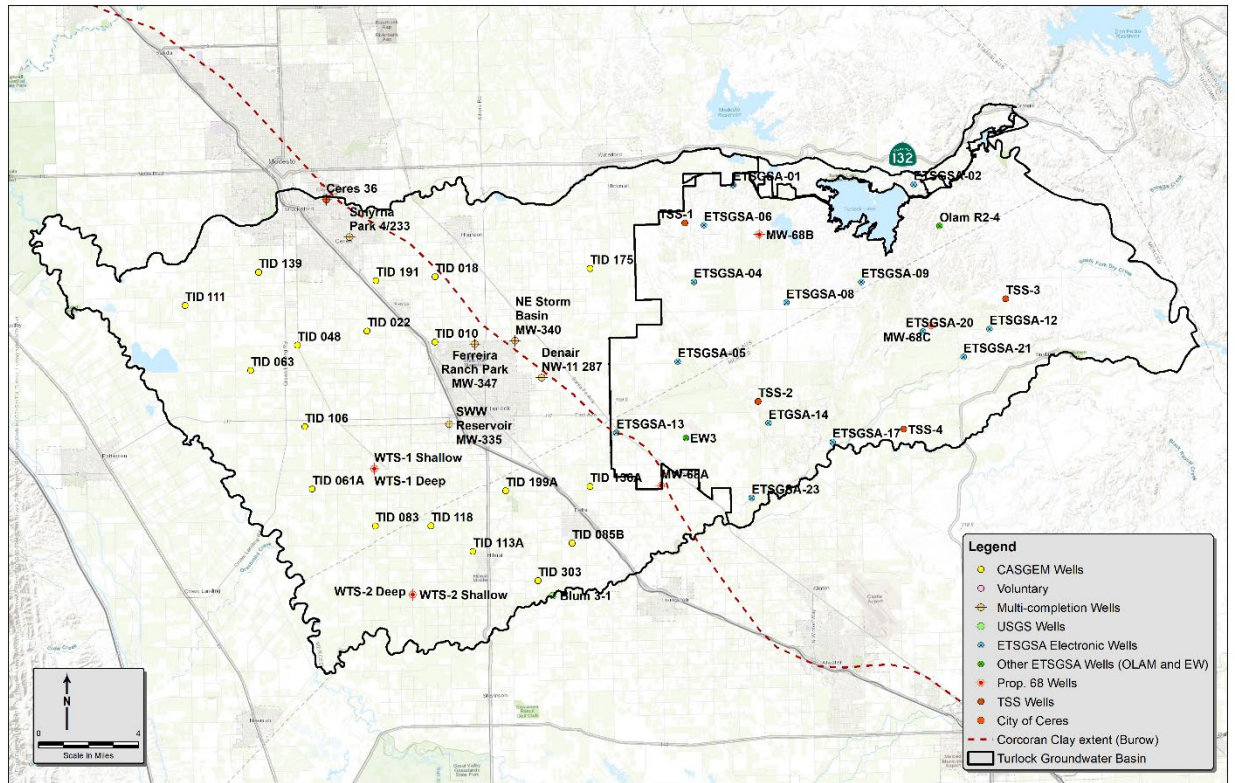 Modesto
132
Ceres 36
Smyrna
Park 4/233
ETSGSA-01
ETSGSA-02
TSS-1
ETSGSA-06
MW-68B
Olam R2-4
TID 139
TID 191
TID 018
TID 175
ETSGSA-04
ETSGSA-09
ETSGSA-08
TSS-3
TID 111
TID 022
TID 048
TID 010
NE Storm
Basin
MW-340
ETSGSA-20
MW-68C
ETSGSA-12
ETSGSA-21
TID 063
Ferreira
Ranch Park
MW-347
Denair
NW-11 287
ETSGSA-05
TSS-2
TID 106
SWW
Reservoir
MW-335
ETSGSA-13
EW3
ETGSA-14
ETSGSA-17
TSS-4
WTS-1 Shallow
WTS-1 Deep
TID 061A
TID 199A
TID 136A
MW-68A
ETSGSA-23
TID 083
TID 118
TID 113A
TID 085B
TID 303
Blum 3-1
WTS-2 Deep
WTS-2 Shallow
N
0
4
Scale in Miles
Legend
CASGEM Wells
Voluntary
Multi-completion Wells
USGS Wells
ETSGSA Electronic Wells
Other ETSGSA Wells (OLAM and EW)
Prop. 68 Wells
TSS Wells
City of Ceres
Corcoran Clay extent (Burow)
Turlock Groundwater Basin